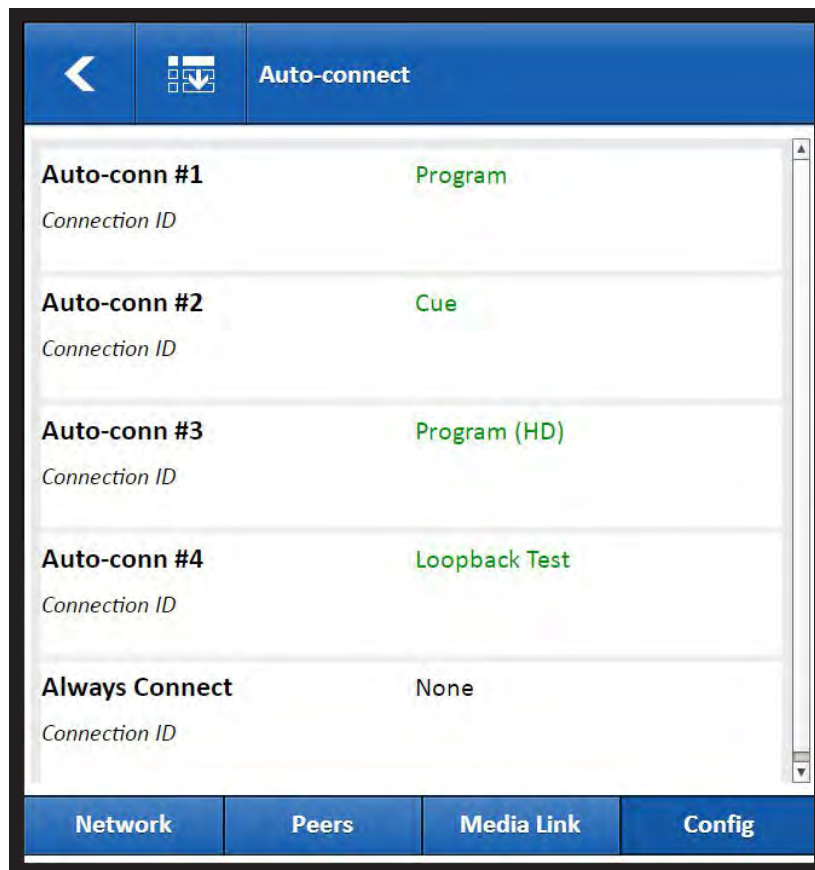 Auto-connect
Auto-conn #1 Program
Connection ID
Auto-conn #2 Cue
Connection ID
Auto-conn #3 Program (HD)
Connection ID
Auto-conn #4 Loopback Test
Connection ID
Always Connect None
Connection ID
Network Peers Media Link Config